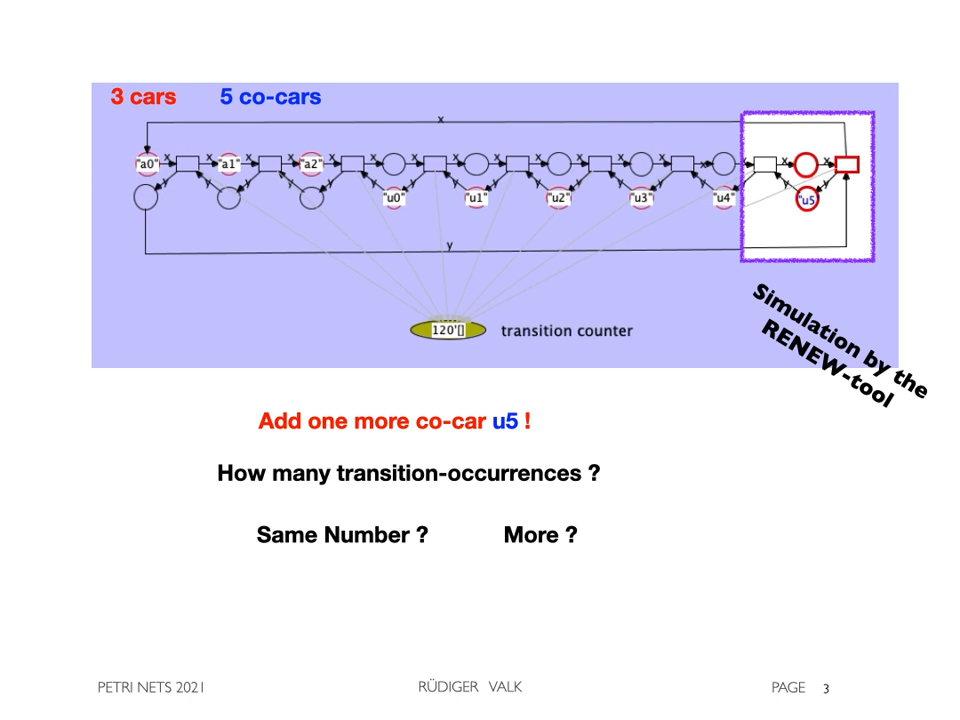 3 cars 5 co-cars
x
"a0" x x "a1" x x "a2" x x x x x x x x x x x x x
y y y y y y y y y y y y y
"u0" "u1" "u2" "u3" "u4" "u5
y
120'[] transition counter
Simulation by the
RENEW-tool
Add one more co-car u5 !
How many transition-occurrences ?
Same Number ? More ?
PETRI NETS 2021 RÜDIGER VALK PAGE 3